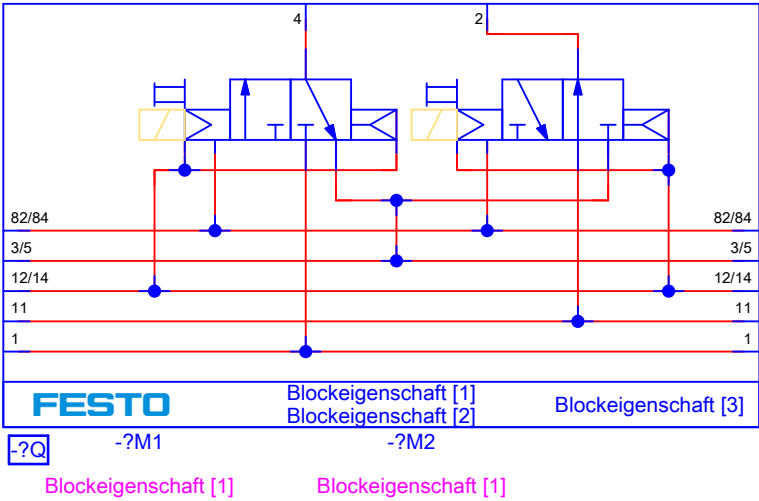 4 2
82/84 82/84
3/5 3/5
12/14 12/14
11 11
1 1
FESTO Blockeigenschaft [1] Blockeigenschaft [3]
Blockeigenschaft [2]
-?Q -?M1 -?M2
Blockeigenschaft [1] Blockeigenschaft [1]